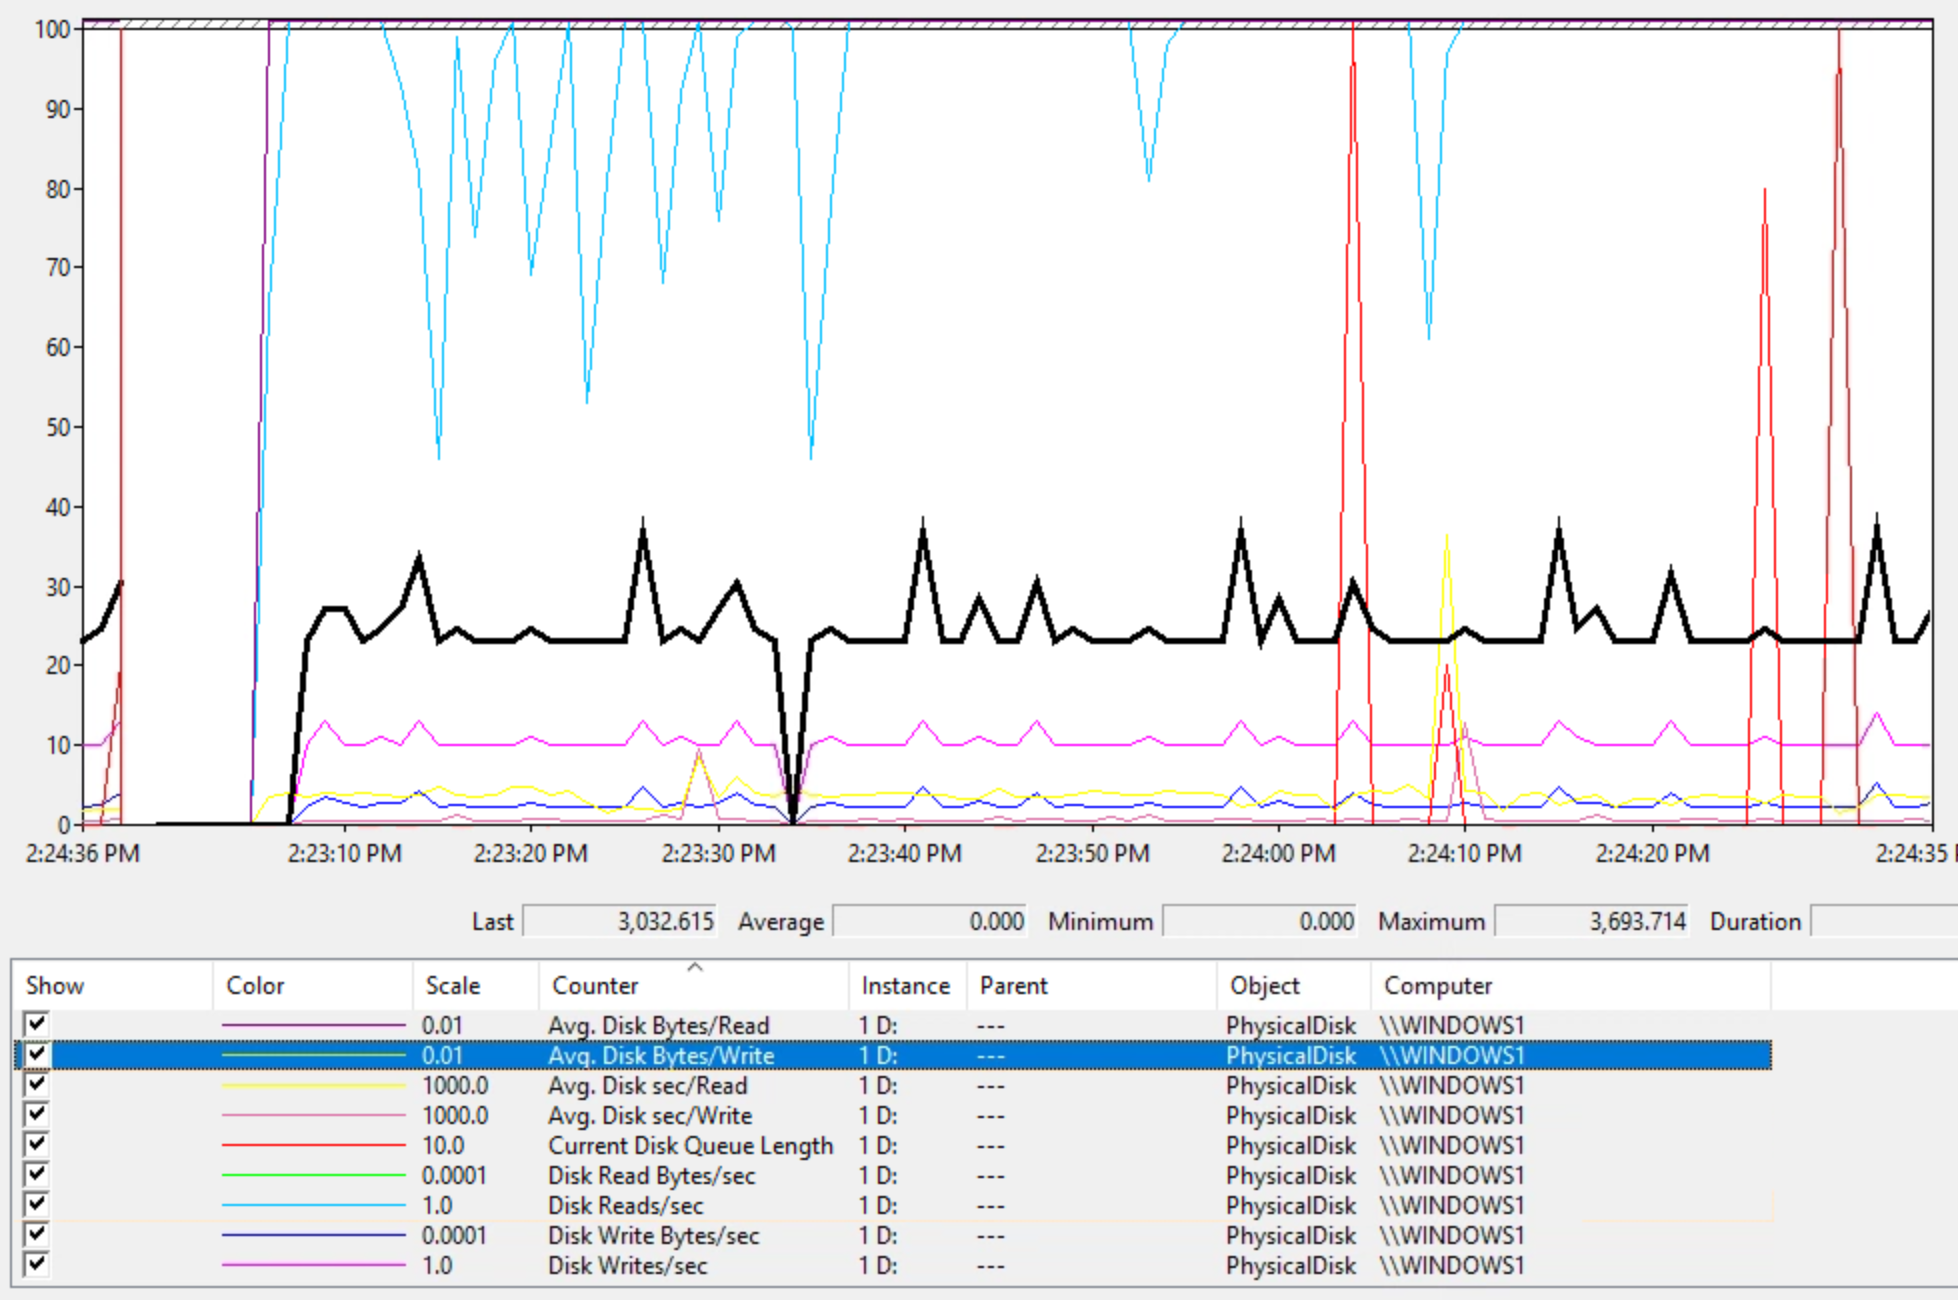 100
90
80
70
60
50
40
30
20
10
0
2:24:36 PM 2:23:10 PM 2:23:20 PM 2:23:30 PM 2:23:40 PM 2:23:50 PM 2:24:00 PM 2:24:10 PM 2:24:20 PM 2:24:35
Last 3,032.615 Average 0.000 Minimum 0.000 Maximum 3,693.714 Duration
Show Color Scale Counter Instance Parent Object Computer
0.01 Avg. Disk Bytes/Read 1 D: --- PhysicalDisk \\WINDOWS1
0.01 Avg. Disk Bytes/Write 1 D: --- PhysicalDisk \\WINDOWS1
1000.0 Avg. Disk sec/Read 1 D: --- PhysicalDisk \\WINDOWS1
1000.0 Avg. Disk sec/Write 1 D: --- PhysicalDisk \\WINDOWS1
10.0 Current Disk Queue Length 1 D: --- PhysicalDisk \\WINDOWS1
0.0001 Disk Read Bytes/sec 1 D: --- PhysicalDisk \\WINDOWS1
1.0 Disk Reads/sec 1 D: --- PhysicalDisk \\WINDOWS1
0.0001 Disk Write Bytes/sec 1 D: --- PhysicalDisk \\WINDOWS1
1.0 Disk Writes/sec 1 D: --- PhysicalDisk \\WINDOWS1